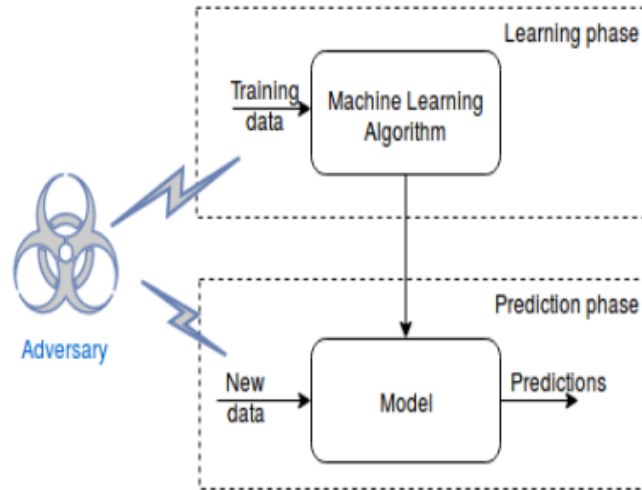 Learning phase
Training
data
Machine Learning
Algorithm
Adversary
Prediction phase
New
data
Model
Predictions